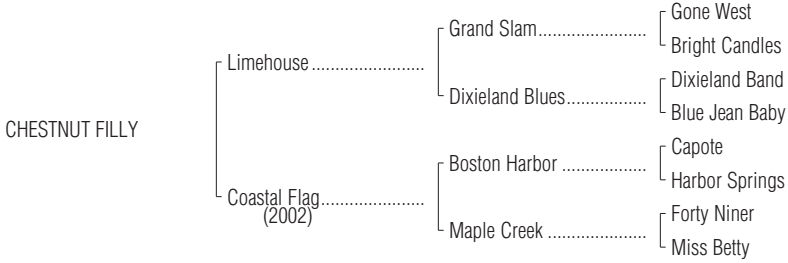 Gone West
Grand Slam......................
Bright Candles
Limehouse.......................
Dixieland Band
Dixieland Blues.................
Blue Jean Baby
CHESTNUT FILLY
Capote
Boston Harbor ..................
Harbor Springs
Coastal Flag.....................
(2002)
Forty Niner
Maple Creek ....................
Miss Betty